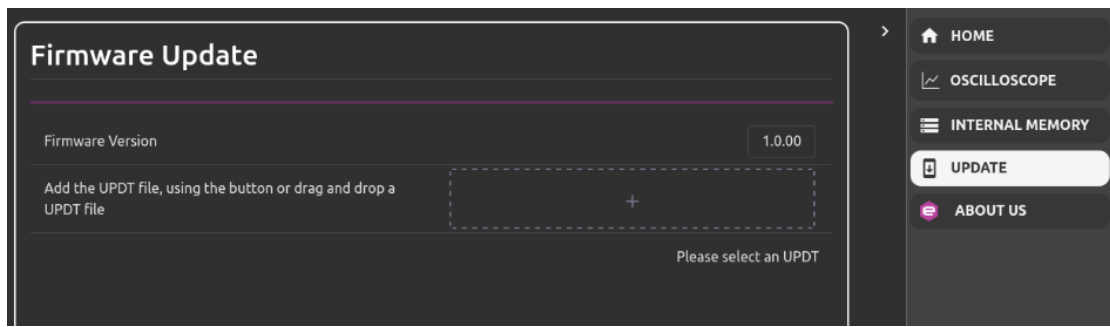 Firmware Update
Firmware Version
1.0.00
Add the UPDT file, using the button or drag and drop a
UPDT file
+
Please select an UPDT
HOME
OSCILLOSCOPE
INTERNAL MEMORY
UPDATE
e
ABOUT US